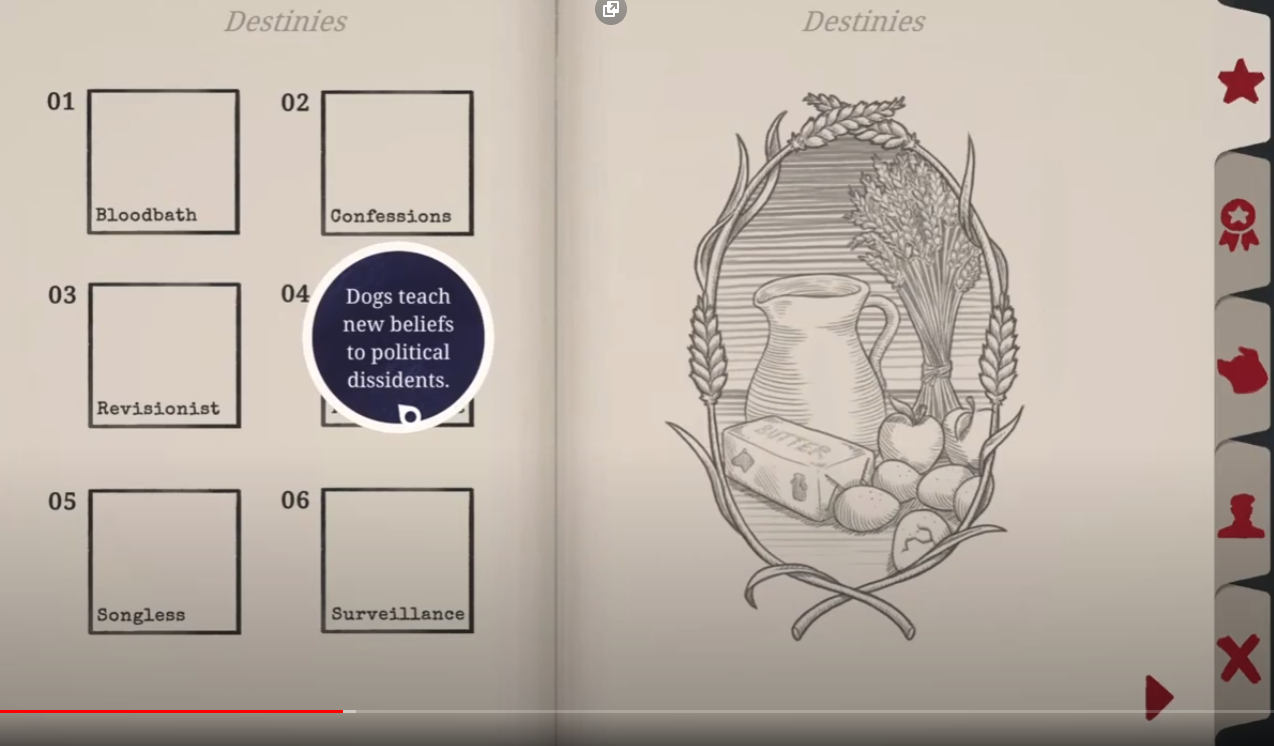 Destinies
01
Bloodbath
02
Confessions
03
Revisionist
04
Dogs teach
new beliefs
to political
dissidents.
05
Songless
06
Surveillance
Destinies
BUTTER